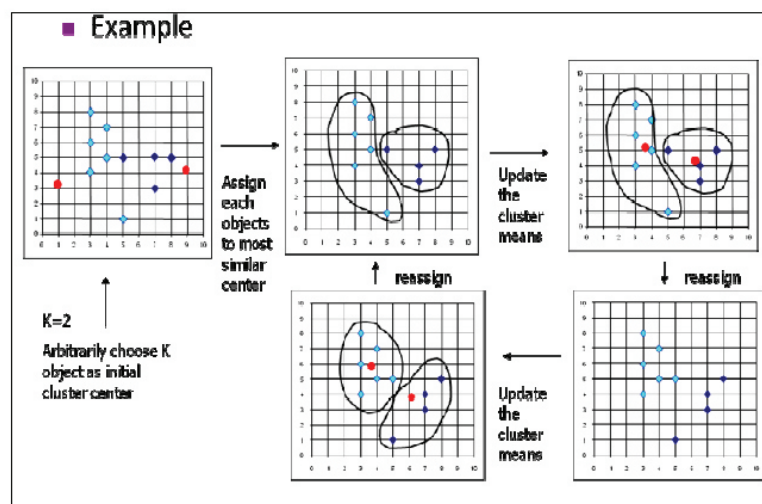 Example
Assign
each
objects
to most
similar
center
Update
the
cluster
means
reassign
reassign
K=2
Arbitrarily choose K
object as initial
cluster center
Update
the
cluster
means